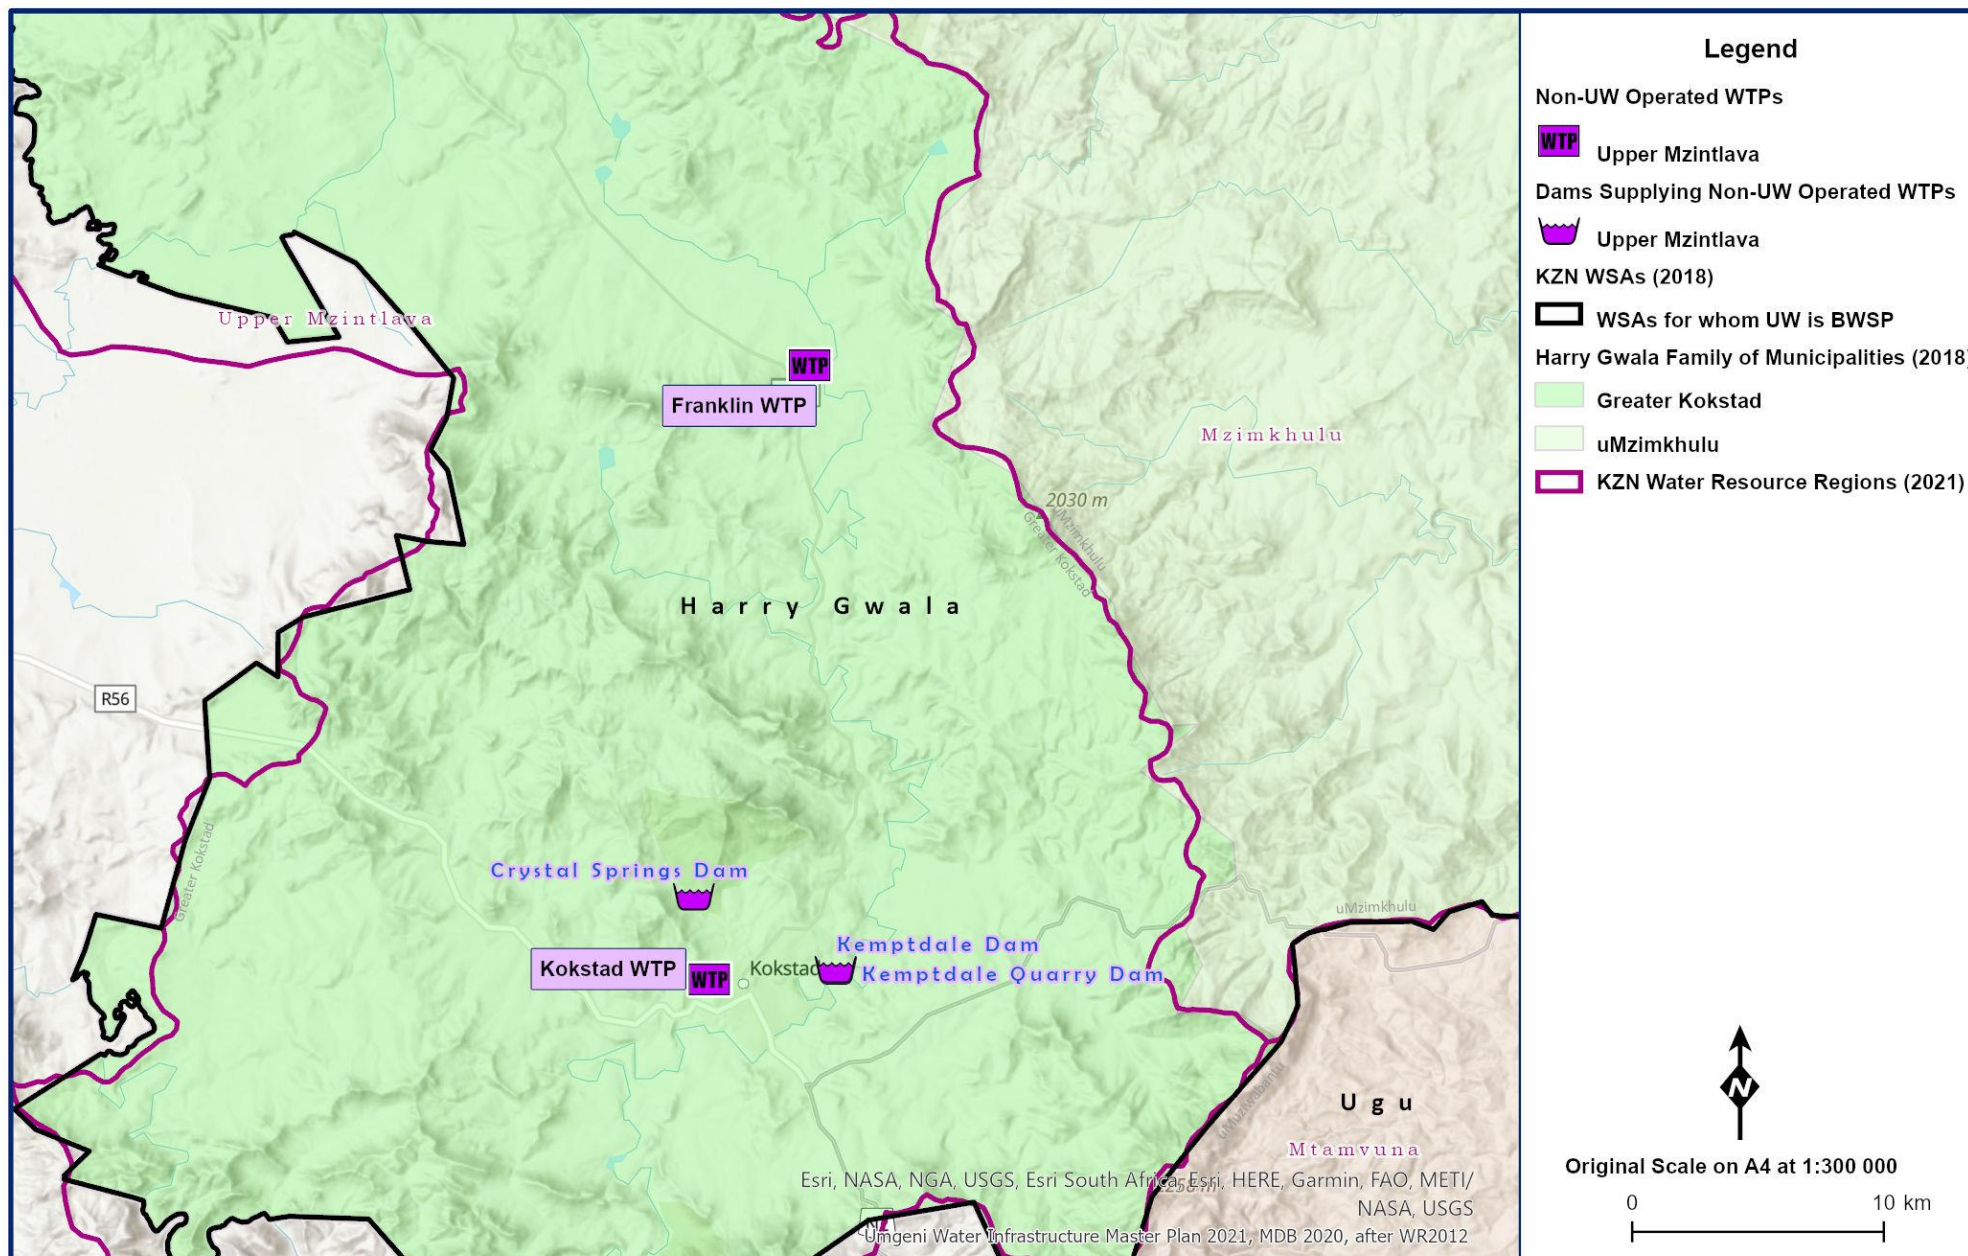 Legend
Non-UW Operated WTPs
WTP
Upper Mzintlava
Dams Supplying Non-UW Operated WTPs
Upper Mzintlava
KZN WSAs (2018)
WSAs for whom UW is BWSP
Harry Gwala Family of Municipalities (2018)
Greater Kokstad
uMzimkhulu
KZN Water Resource Regions (2021)
Upper Mzintlava
WTP
Franklin WTP
Mzimkhulu
2030 m
uMzimkhulu
Greater Kokstad
Harry Gwala
R56
Greater Kokstad
Crystal Springs Dam
uMzimkhulu
Kemptdale Dam
Kokstad WTP
WTP
Kokstad
Kemptdale Quarry Dam
uMuziwabantu
Ugu
Mtamvuna
N
Original Scale on A4 at 1:300 000
0 10 km
Esri, NASA, NGA, USGS, Esri South Africa, Esri, HERE, Garmin, FAO, METI/
NASA, USGS
Umgeni Water Infrastructure Master Plan 2021, MDB 2020, after WR2012